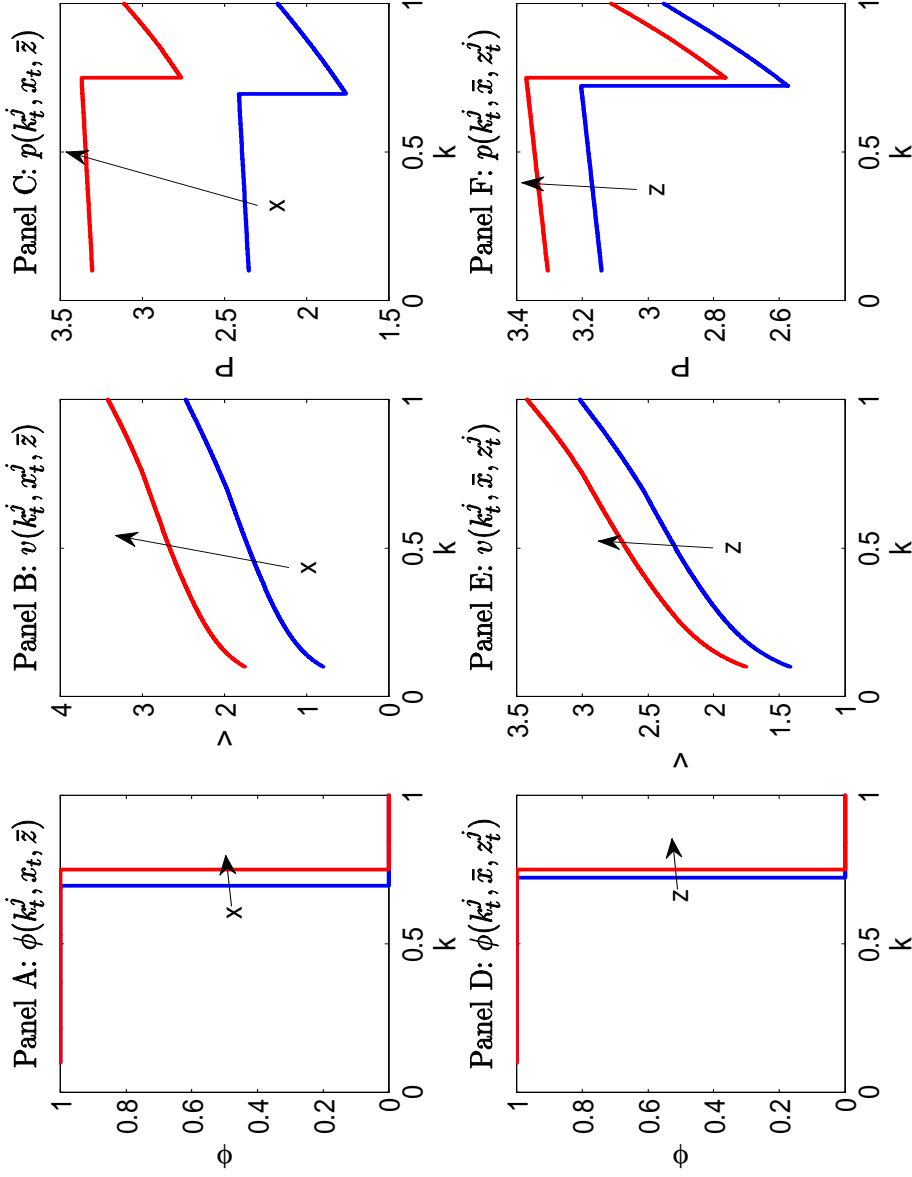 Panel A: ϕ(k_t^j, x_t, z̄)
ϕ
1
0.8
0.6
0.4
0.2
0
0
0.5
1
k
x
Panel B: v(k_t^j, x_t^j, z̄)
v
4
3
2
1
0
0
0.5
1
k
x
Panel C: p(k_t^j, x_t, z̄)
P
3.5
3
2.5
2
1.5
0
0.5
1
k
x
Panel D: ϕ(k_t^j, x̄, z_t^j)
ϕ
1
0.8
0.6
0.4
0.2
0
0
0.5
1
k
z
Panel E: v(k_t^j, x̄, z_t^j)
v
3.5
3
2.5
2
1.5
1
0
0.5
1
k
z
Panel F: p(k_t^j, x̄, z_t^j)
P
3.4
3.2
3
2.8
2.6
0
0.5
1
k
z